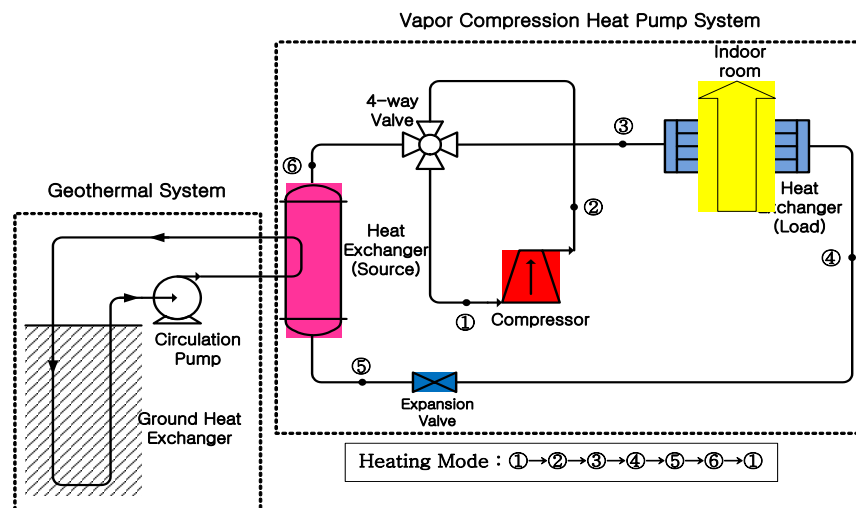 Vapor Compression Heat Pump System
Indoor
room
4-way
Valve
③
⑥
Geothermal System
②
Heat
Exchanger
(Source)
Heat
Exchanger
(Load)
④
①
Compressor
Circulation
Pump
⑤
Expansion
Valve
Ground Heat
Exchanger
Heating Mode : ①→②→③→④→⑤→⑥→①